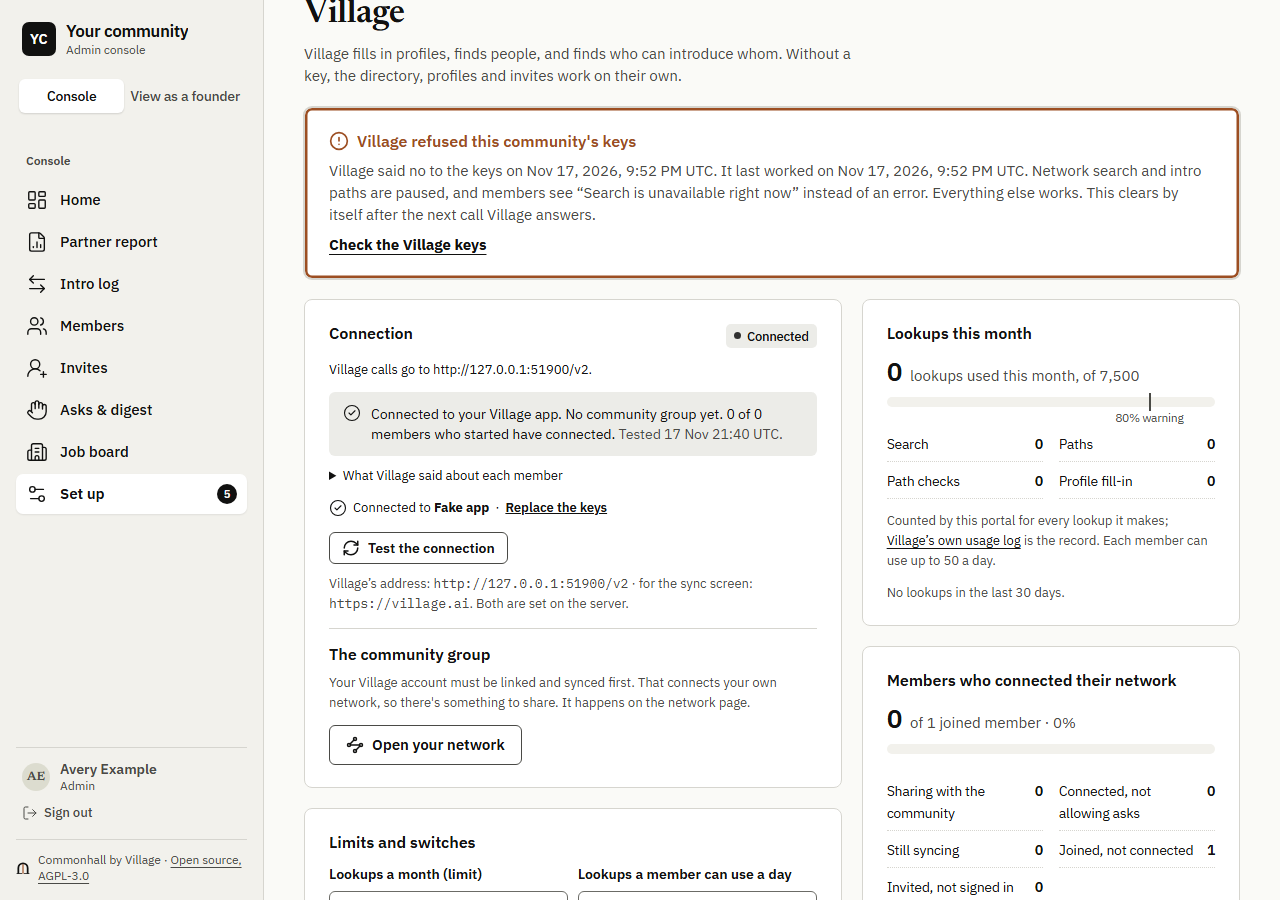 YC
Your community
Admin console
Console
View as a founder
Console
Home
Partner report
Intro log
Members
Invites
Asks & digest
Job board
Set up
5
AE
Avery Example
Admin
Sign out
Commonhall by Village · Open source,
AGPL-3.0
Village
Village fills in profiles, finds people, and finds who can introduce whom. Without a
key, the directory, profiles and invites work on their own.
Village refused this community's keys
Village said no to the keys on Nov 17, 2026, 9:52 PM UTC. It last worked on Nov 17, 2026, 9:52 PM UTC. Network search and intro
paths are paused, and members see “Search is unavailable right now” instead of an error. Everything else works. This clears by
itself after the next call Village answers.
Check the Village keys
Connection
Connected
Village calls go to http://127.0.0.1:51900/v2.
Connected to your Village app. No community group yet. 0 of 0
members who started have connected. Tested 17 Nov 21:40 UTC.
What Village said about each member
Connected to Fake app · Replace the keys
Test the connection
Village’s address: http://127.0.0.1:51900/v2 · for the sync screen:
https://village.ai. Both are set on the server.
The community group
Your Village account must be linked and synced first. That connects your own
network, so there's something to share. It happens on the network page.
Open your network
Limits and switches
Lookups a month (limit)
Lookups a member can use a day
Lookups this month
0 lookups used this month, of 7,500
80% warning
Search 0 Paths 0
Path checks 0 Profile fill-in 0
Counted by this portal for every lookup it makes;
Village’s own usage log is the record. Each member can
use up to 50 a day.
No lookups in the last 30 days.
Members who connected their network
0 of 1 joined member · 0%
Sharing with the 0 Connected, not 0
community allowing asks
Still syncing 0 Joined, not connected 1
Invited, not signed in 0